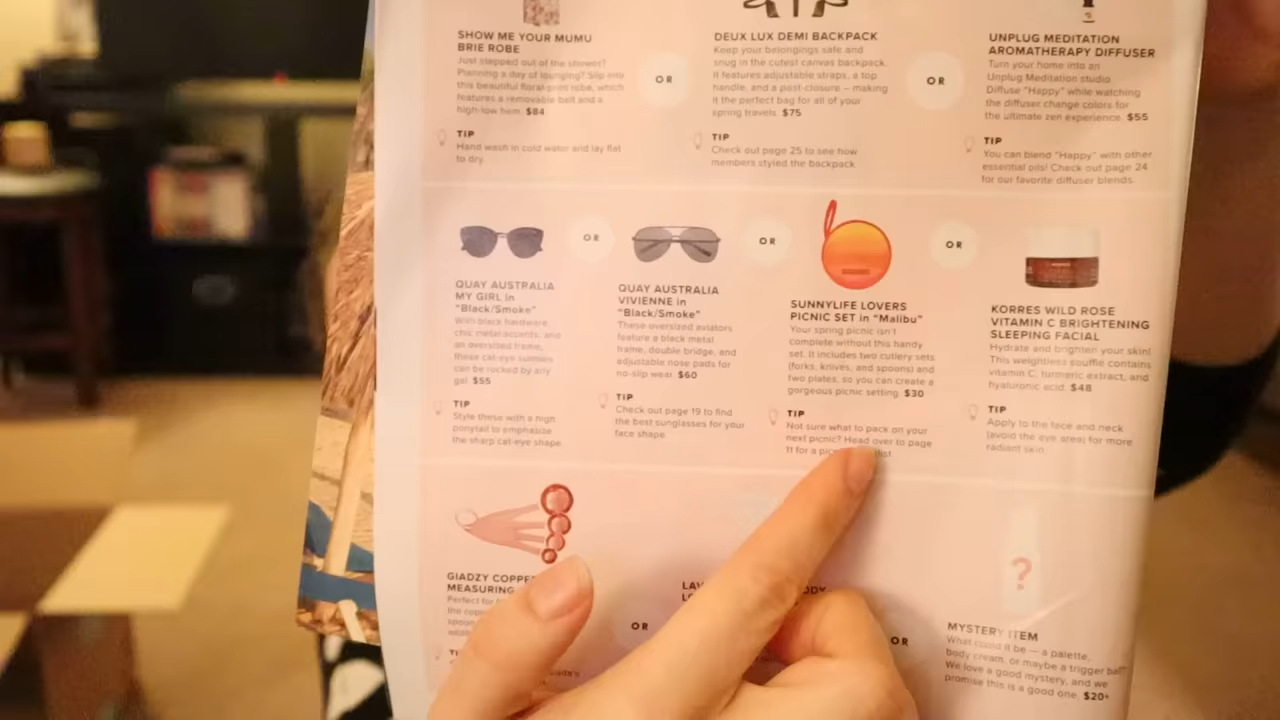 SHOW ME YOUR MUMU
BRIE ROBE
Just stepped out of the shower?
Planning a day of lounging? Slip into
this beautiful floral-print robe, which
features a removable belt and a
high-low hem. $84
TIP
Hand wash in cold water and lay flat
to dry.
OR
DEUX LUX DEMI BACKPACK
Keep your belongings safe and
snug in the cutest canvas backpack.
It features adjustable straps, a top
handle, and a post-closure — making
it the perfect bag for all of your
spring travels. $75
TIP
Check out page 25 to see how
members styled the backpack.
OR
UNPLUG MEDITATION
AROMATHERAPY DIFFUSER
Turn your home into an
Unplug Meditation studio.
Diffuse "Happy" while watching
the diffuser change colors for
the ultimate zen experience. $55
TIP
You can blend "Happy" with other
essential oils! Check out page 24
for our favorite diffuser blends.
QUAY AUSTRALIA
MY GIRL in
"Black/Smoke"
With black hardware,
chic metal accents, and
an oversized frame,
these cat-eye sunnies
can be rocked by any
gal. $55
TIP
Style these with a high
ponytail to emphasize
the sharp cat-eye shape.
OR
QUAY AUSTRALIA
VIVIENNE in
"Black/Smoke"
These oversized aviators
feature a black metal
frame, double bridge, and
adjustable nose pads for
no-slip wear. $60
TIP
Check out page 19 to find
the best sunglasses for your
face shape.
OR
SUNNYLIFE LOVERS
PICNIC SET in "Malibu"
Your spring picnic isn't
complete without this handy
set. It includes two cutlery sets
(forks, knives, and spoons) and
two plates, so you can create a
gorgeous picnic setting. $30
TIP
Not sure what to pack on your
next picnic? Head over to page
11 for a
OR
KORRES WILD ROSE
VITAMIN C BRIGHTENING
SLEEPING FACIAL
Hydrate and brighten your skin!
This weightless soufflé contains
vitamin C, turmeric extract, and
hyaluronic acid. $48
TIP
Apply to the face and neck
(avoid the eye area) for more
radiant skin.
GIADZY
MEASURING
Perfect for
the
OR
OR
?
MYSTERY ITEM
What could it be — a palette,
body cream, or maybe a trigger ball?
We love a good mystery, and we
promise this is a good one. $20+